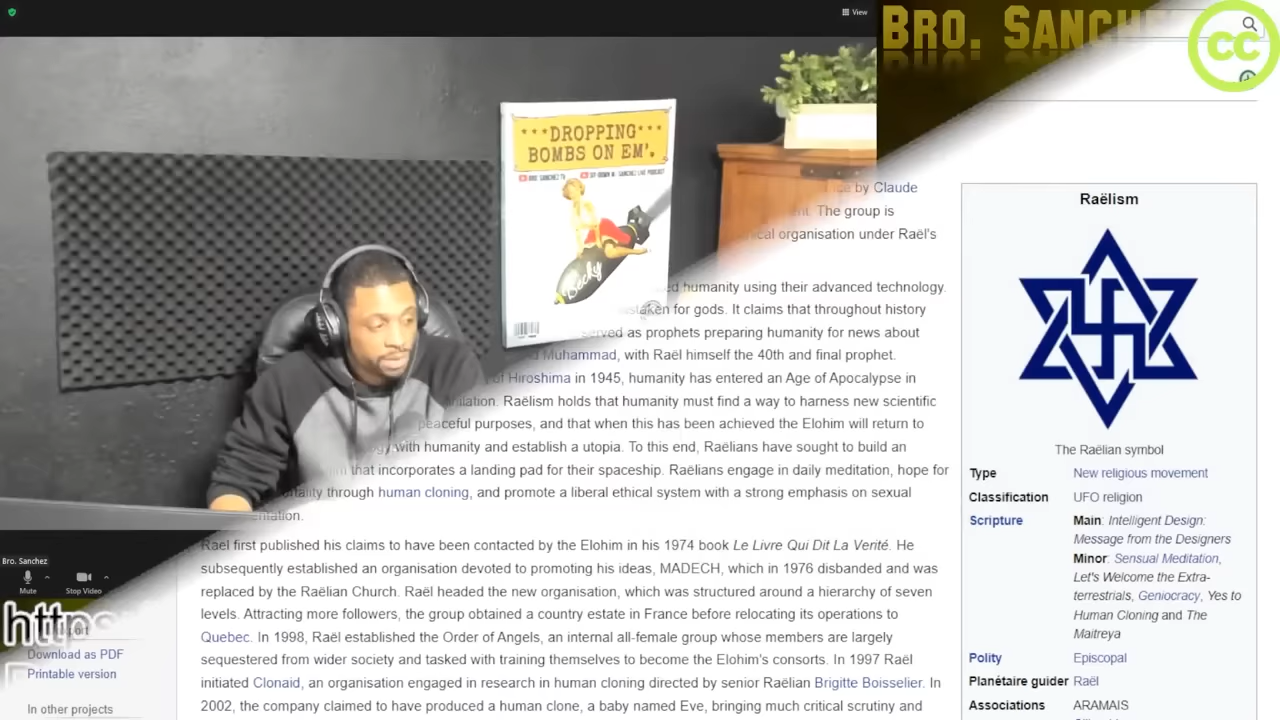 View
BRO. SANCHE
CC
***DROPPING***
BOMBS ON EM'.
BRO. SANCHEZ TV
Becky
by Claude
The group is
organisation under Raël's
humanity using their advanced technology.
for gods. It claims that throughout history
as prophets preparing humanity for news about
Muhammad, with Raël himself the 40th and final prophet.
of Hiroshima in 1945, humanity has entered an Age of Apocalypse in
Raëlism holds that humanity must find a way to harness new scientific
peaceful purposes, and that when this has been achieved the Elohim will return to
with humanity and establish a utopia. To this end, Raëlians have sought to build an
that incorporates a landing pad for their spaceship. Raëlians engage in daily meditation, hope for
through human cloning, and promote a liberal ethical system with a strong emphasis on sexual
Raël first published his claims to have been contacted by the Elohim in his 1974 book Le Livre Qui Dit La Verité. He
subsequently established an organisation devoted to promoting his ideas, MADECH, which in 1976 disbanded and was
replaced by the Raëlian Church. Raël headed the new organisation, which was structured around a hierarchy of seven
levels. Attracting more followers, the group obtained a country estate in France before relocating its operations to
Quebec. In 1998, Raël established the Order of Angels, an internal all-female group whose members are largely
sequestered from wider society and tasked with training themselves to become the Elohim's consorts. In 1997 Raël
initiated Clonaid, an organisation engaged in research in human cloning directed by senior Raëlian Brigitte Boisselier. In
2002, the company claimed to have produced a human clone, a baby named Eve, bringing much critical scrutiny and
Raëlism
The Raëlian symbol
Type New religious movement
Classification UFO religion
Scripture Main: Intelligent Design:
Message from the Designers
Minor: Sensual Meditation,
Let's Welcome the Extra-
terrestrials, Geniocracy, Yes to
Human Cloning and The
Maitreya
Polity Episcopal
Planétaire guider Raël
Associations ARAMAIS
Bro. Sanchez
Mute
Stop Video
https
Download as PDF
Printable version
In other projects